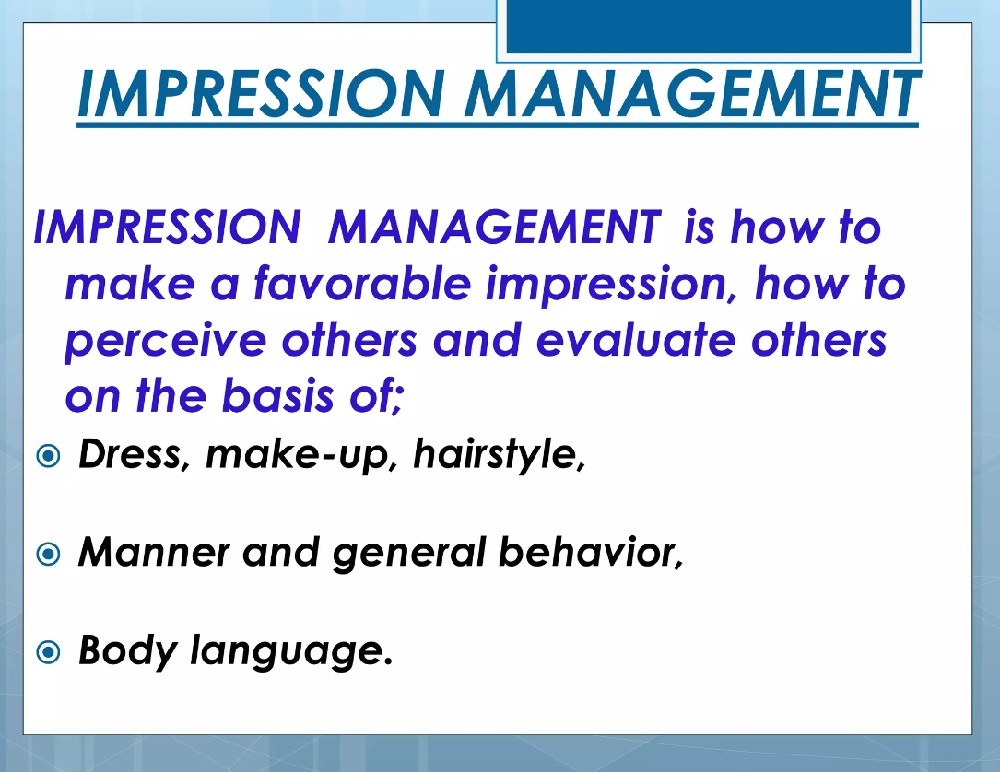 IMPRESSION MANAGEMENT
IMPRESSION MANAGEMENT is how to
make a favorable impression, how to
perceive others and evaluate others
on the basis of;
Dress, make-up, hairstyle,
Manner and general behavior,
Body language.